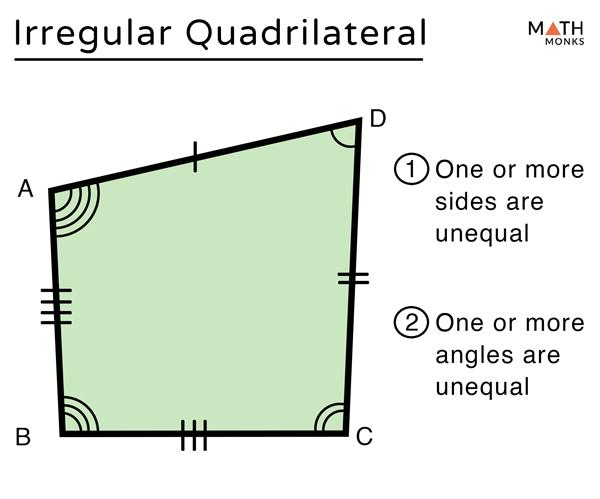 Irregular Quadrilateral
MATH
MONKS
D
A
1 One or more
sides are
unequal
2 One or more
angles are
unequal
B
C